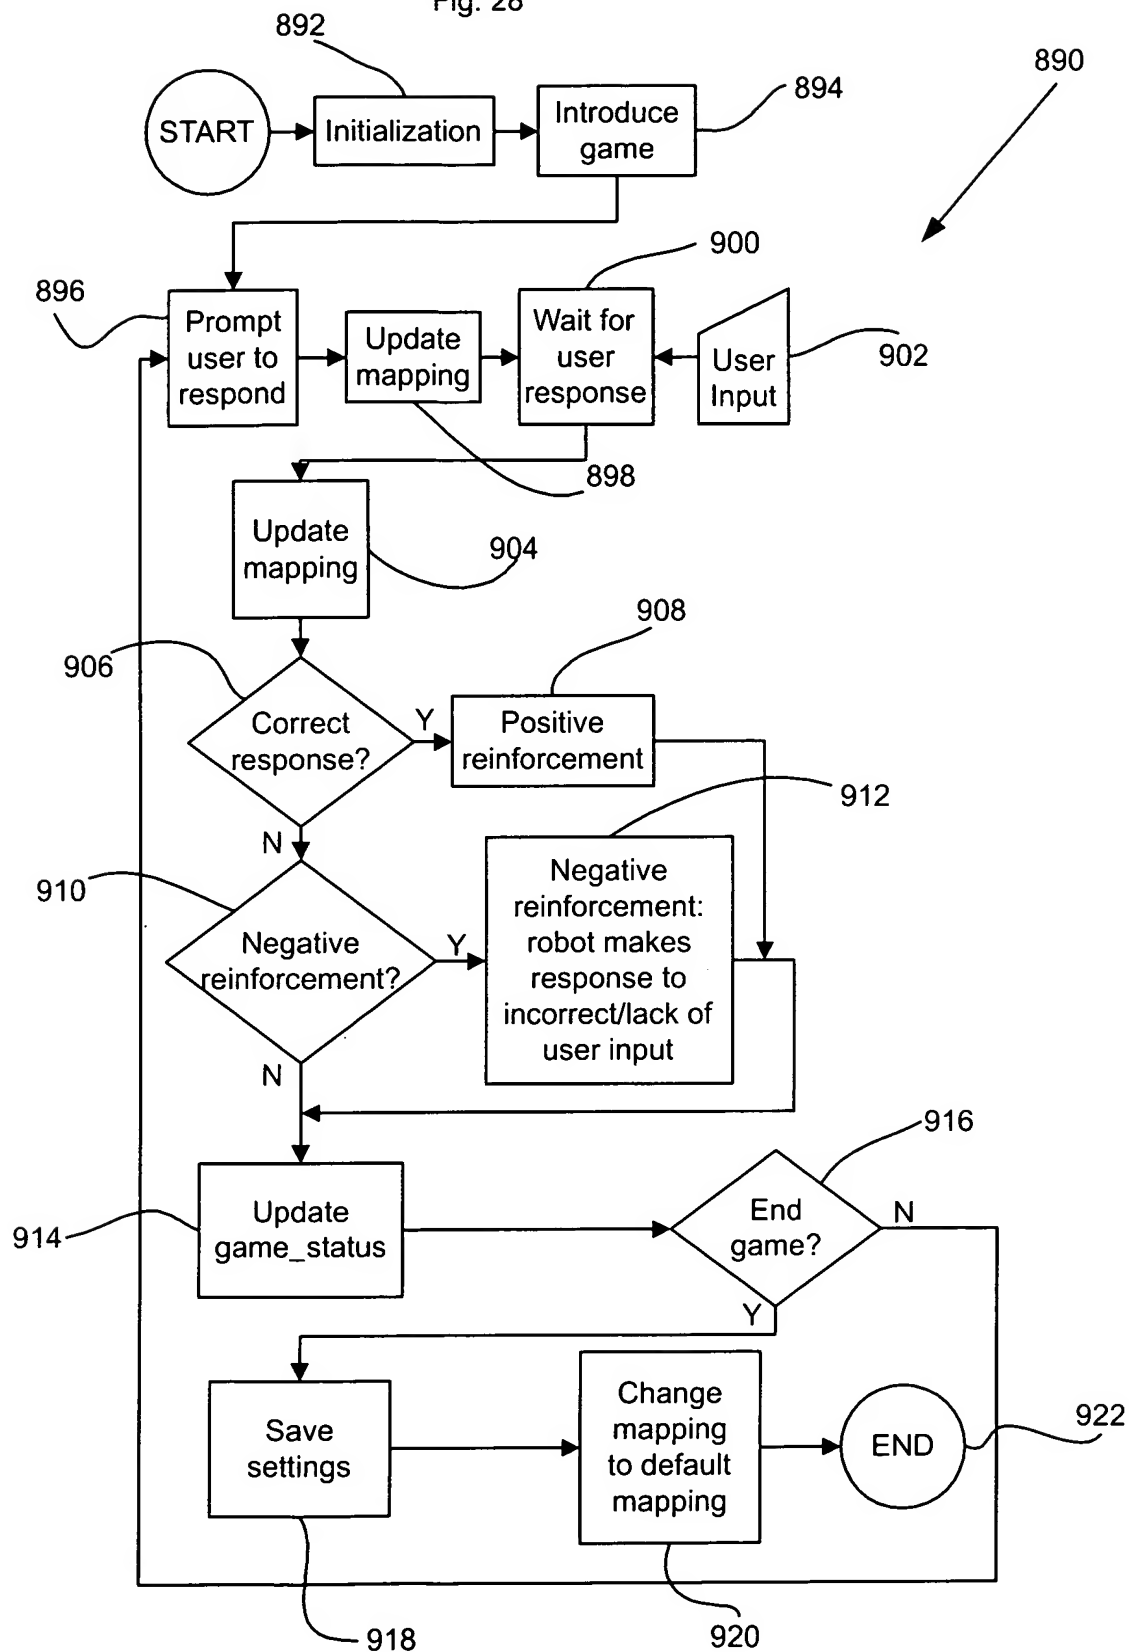 Fig. 28
892
890
894
START
Initialization
Introduce
game
900
896
Prompt
user to
respond
Update
mapping
Wait for
user
response
User
Input
902
898
Update
mapping
904
908
906
Correct
response?
Y
Positive
reinforcement
912
N
910
Negative
reinforcement?
Y
Negative
reinforcement:
robot makes
response to
incorrect/lack of
user input
N
916
914
Update
game_status
End
game?
N
Y
Save
settings
Change
mapping
to default
mapping
END
922
918
920